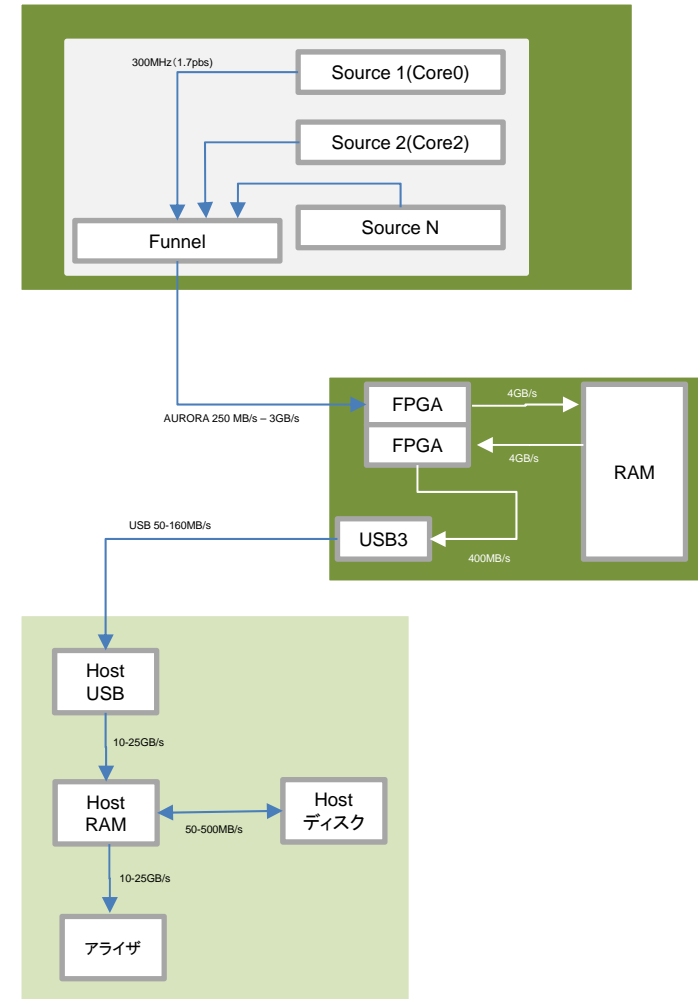 300MHz(1.7pbs)
Source 1(Core0)
Source 2(Core2)
Source N
Funnel
AURORA 250 MB/s – 3GB/s
FPGA
4GB/s
FPGA
4GB/s
RAM
USB3
400MB/s
USB 50-160MB/s
Host
USB
10-25GB/s
Host
RAM
50-500MB/s
Host
ディスク
10-25GB/s
アライザ